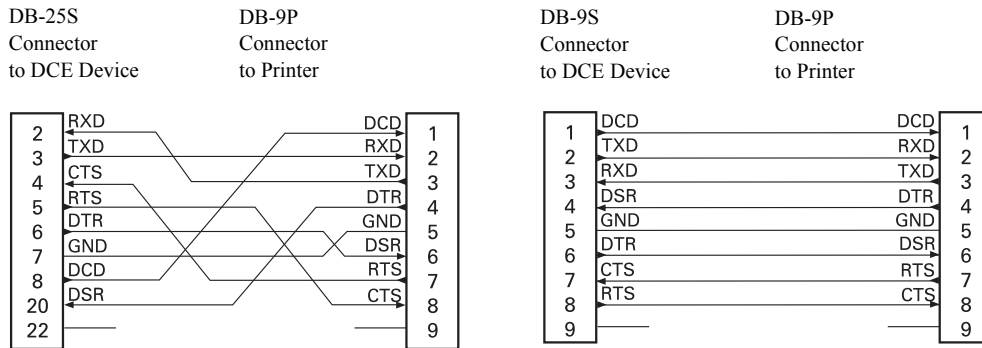 DB-25S DB-9P
Connector Connector
to DCE Device to Printer
2 RXD DCD 1
3 TXD RXD 2
4 CTS TXD 3
5 RTS DTR 4
6 DTR GND 5
7 GND DSR 6
8 DCD RTS 7
20 DSR CTS 8
22 9
DB-9S DB-9P
Connector Connector
to DCE Device to Printer
1 DCD DCD 1
2 TXD RXD 2
3 RXD TXD 3
4 DSR DTR 4
5 GND GND 5
6 DTR DSR 6
7 CTS RTS 7
8 RTS CTS 8
9 9